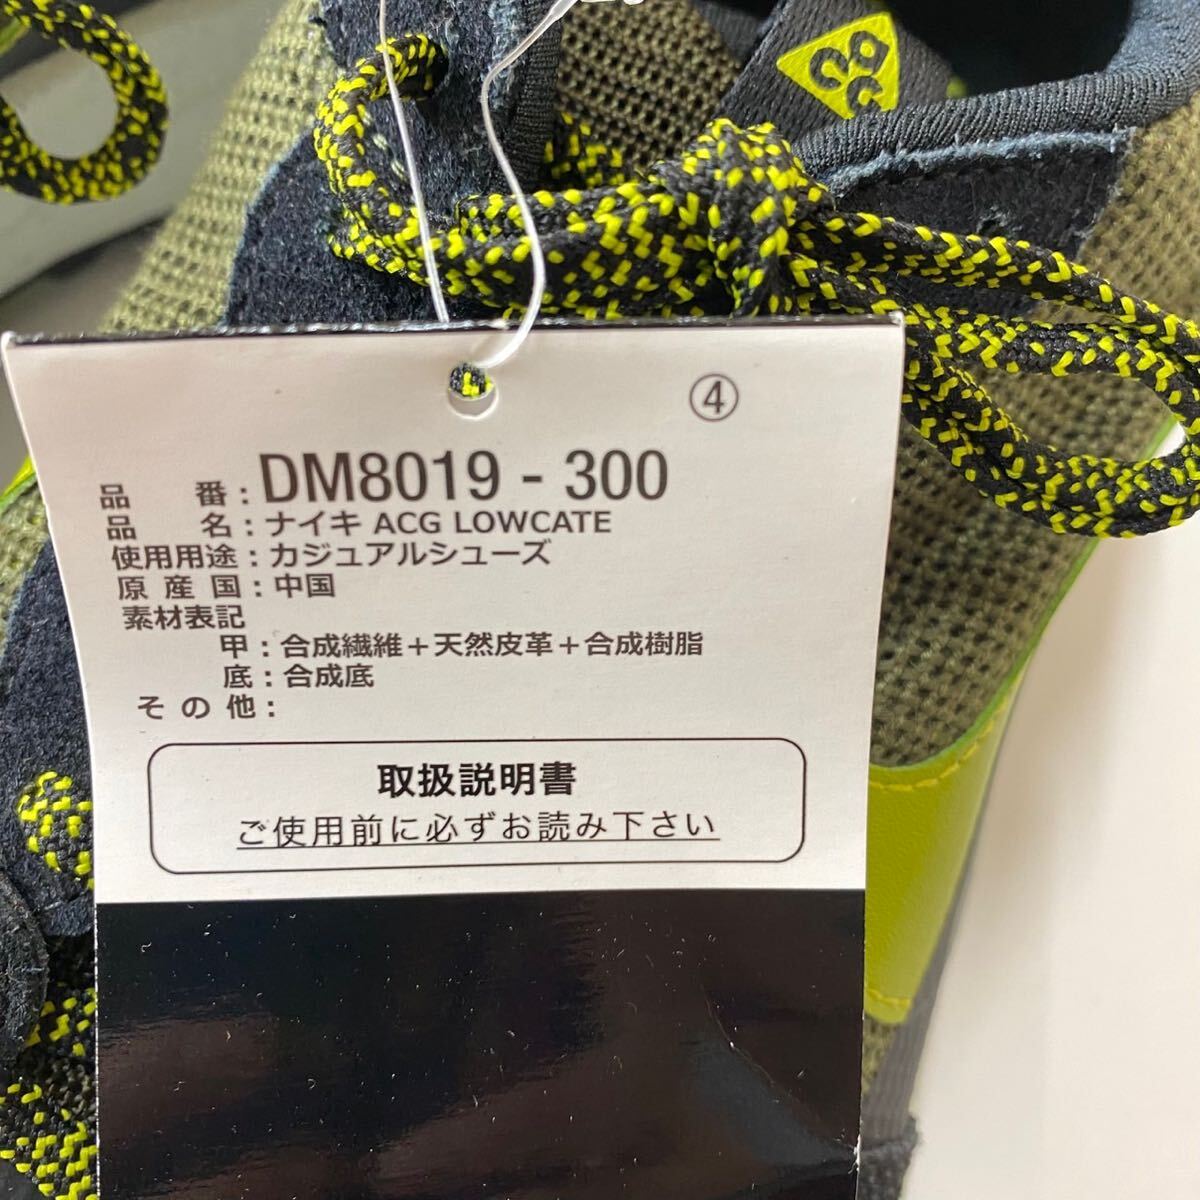 ④
品 番：DM8019 - 300
品 名：ナイキ ACG LOWCATE
使用用途：カジュアルシューズ
原 産 国：中国
素材表記
甲：合成繊維＋天然皮革＋合成樹脂
底：合成底
そ の 他：
取扱説明書
ご使用前に必ずお読み下さい